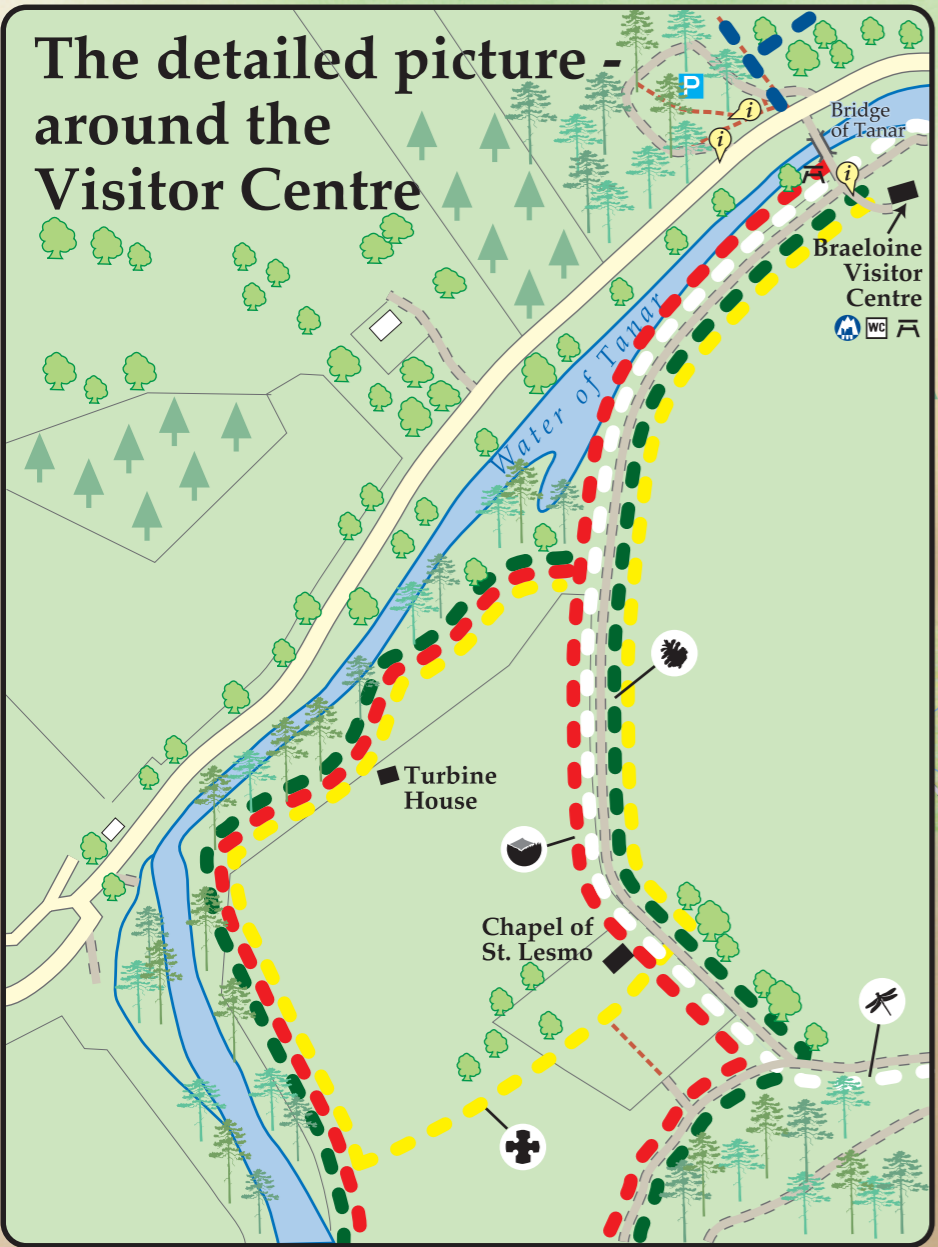 The detailed picture -
around the
Visitor Centre
P
i
i
Bridge
of Tanar
i
Braeloine
Visitor
Centre
WC
Water of Tanar
Turbine
House
Chapel of
St. Lesmo